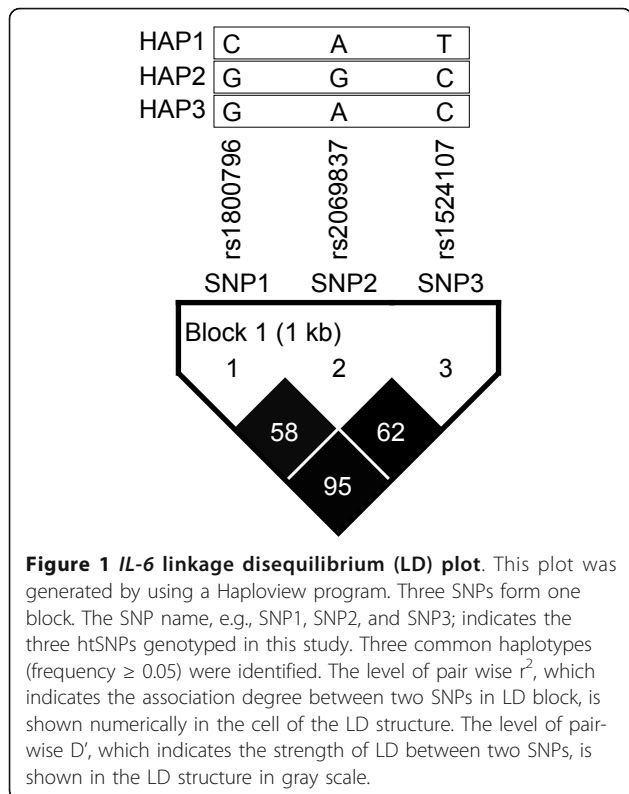 HAP1 C A T
HAP2 G G C
HAP3 G A C
rs1800796 rs2069837 rs1524107
SNP1 SNP2 SNP3
Block 1 (1 kb)
1 2 3
58 62
95
Figure 1 IL-6 linkage disequilibrium (LD) plot. This plot was
generated by using a Haploview program. Three SNPs form one
block. The SNP name, e.g., SNP1, SNP2, and SNP3; indicates the
three htSNPs genotyped in this study. Three common haplotypes
(frequency ≥ 0.05) were identified. The level of pair wise r², which
indicates the association degree between two SNPs in LD block, is
shown numerically in the cell of the LD structure. The level of pair-
wise D’, which indicates the strength of LD between two SNPs, is
shown in the LD structure in gray scale.